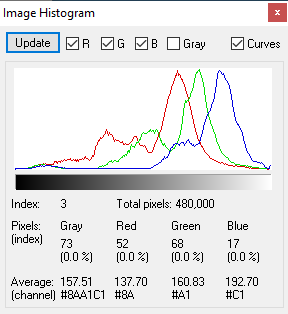 Image Histogram x
Update R G B Gray Curves
Index: 3 Total pixels: 480,000
Pixels: Gray Red Green Blue
(index)
73 52 68 17
(0.0 %) (0.0 %) (0.0 %) (0.0 %)
Average: 157.51 137.70 160.83 192.70
(channel) #8AA1C1 #8A #A1 #C1